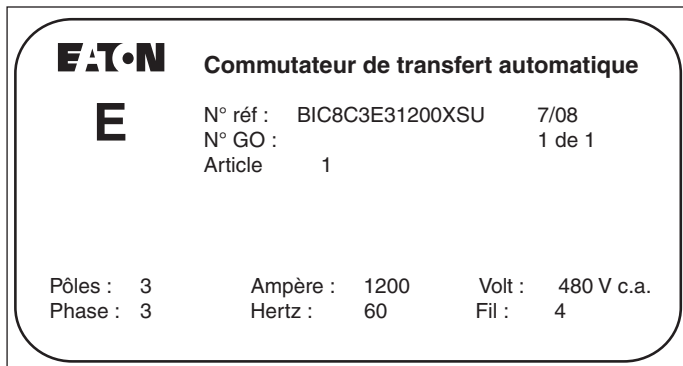 EATON Commutateur de transfert automatique
E
N° réf : BIC8C3E31200XSU 7/08
N° GO : 1 de 1
Article 1
Pôles : 3 Ampère : 1200 Volt : 480 V c.a.
Phase : 3 Hertz : 60 Fil : 4